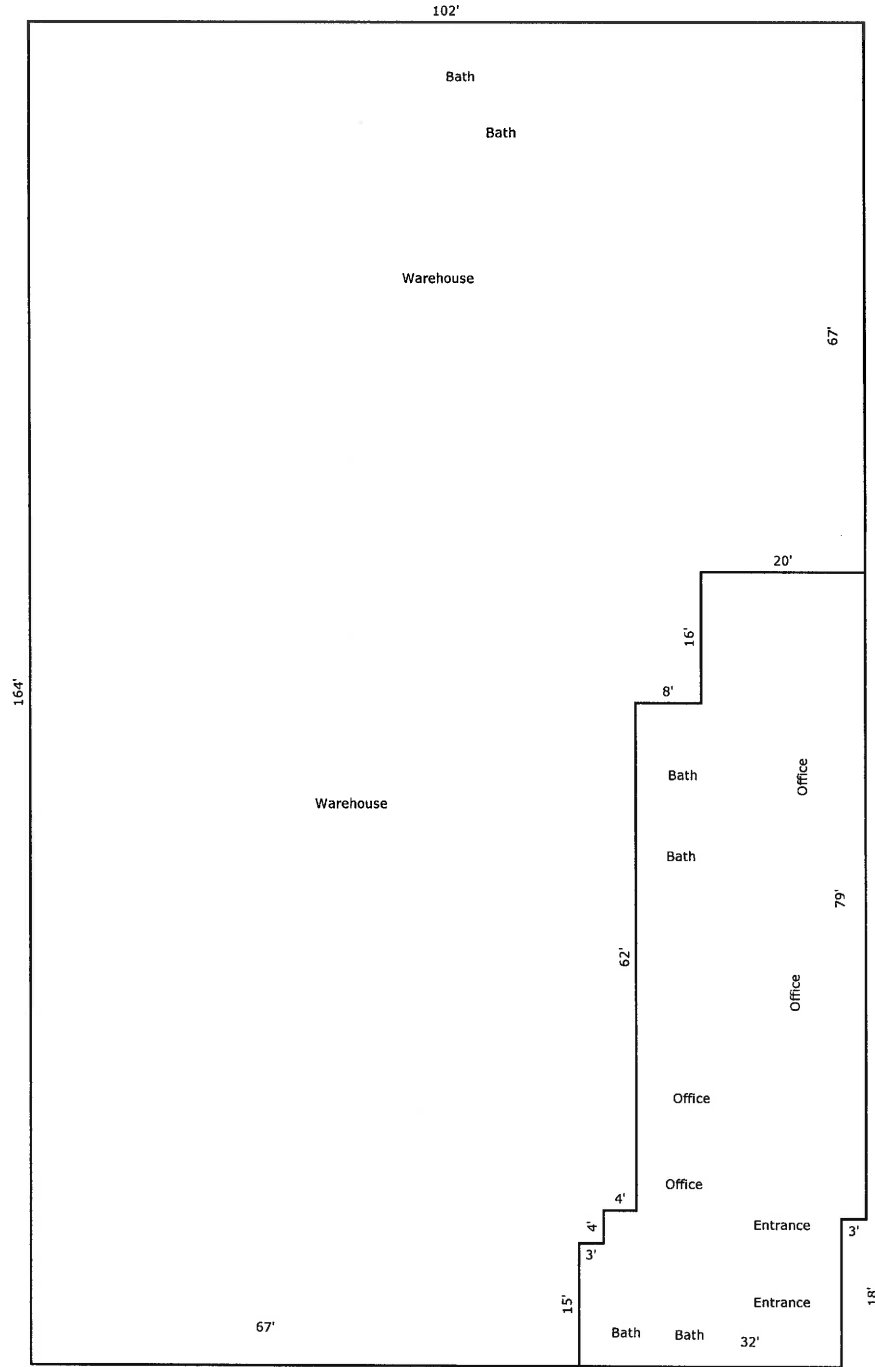 102'
Bath
Bath
Warehouse
67'
20'
16'
8'
164'
Bath
Office
Warehouse
Bath
79'
62'
Office
Office
Office
4'
4'
Entrance
3'
3'
18'
15'
Entrance
67'
Bath
Bath
32'